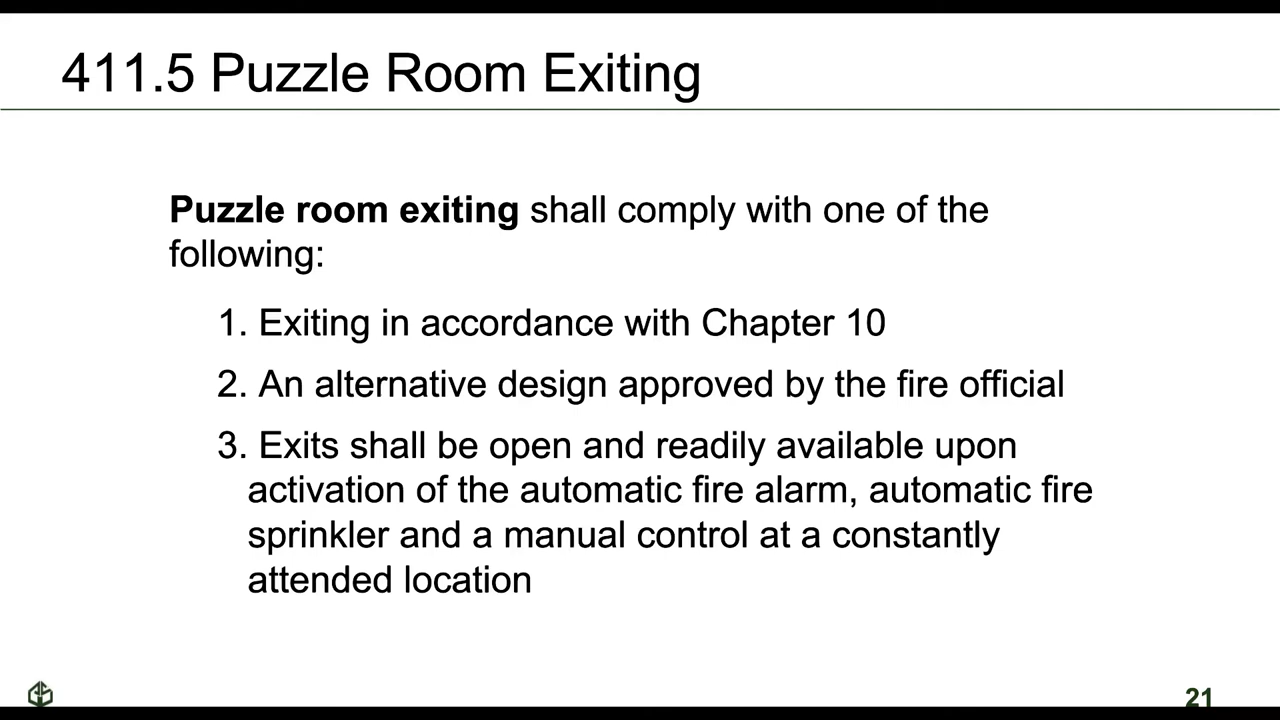 411.5 Puzzle Room Exiting
Puzzle room exiting shall comply with one of the
following:
1. Exiting in accordance with Chapter 10
2. An alternative design approved by the fire official
3. Exits shall be open and readily available upon
activation of the automatic fire alarm, automatic fire
sprinkler and a manual control at a constantly
attended location
21